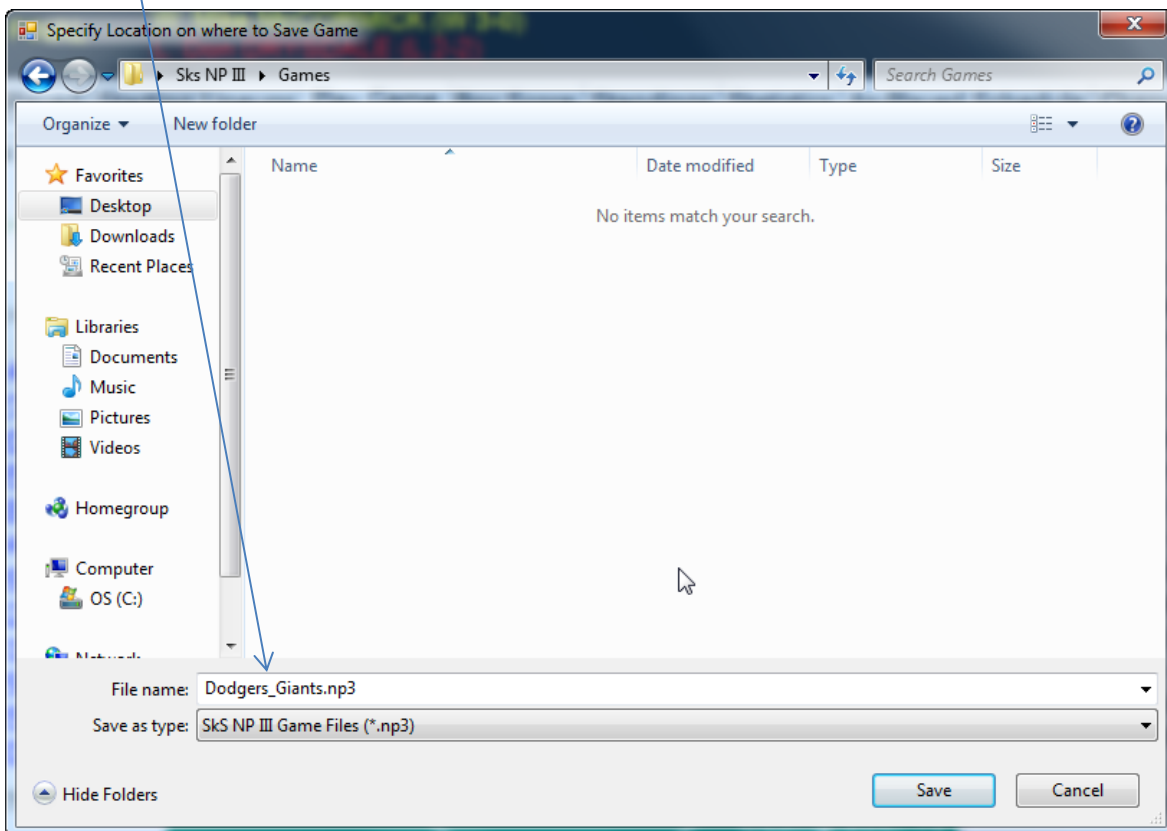 Specify Location on where to Save Game
Sks NP III ▸ Games
Search Games
Organize
New folder
Name
Date modified
Type
Size
No items match your search.
Favorites
Desktop
Downloads
Recent Places
Libraries
Documents
Music
Pictures
Videos
Homegroup
Computer
OS (C:)
Network
File name: Dodgers_Giants.np3
Save as type: SkS NP III Game Files (*.np3)
Hide Folders
Save
Cancel